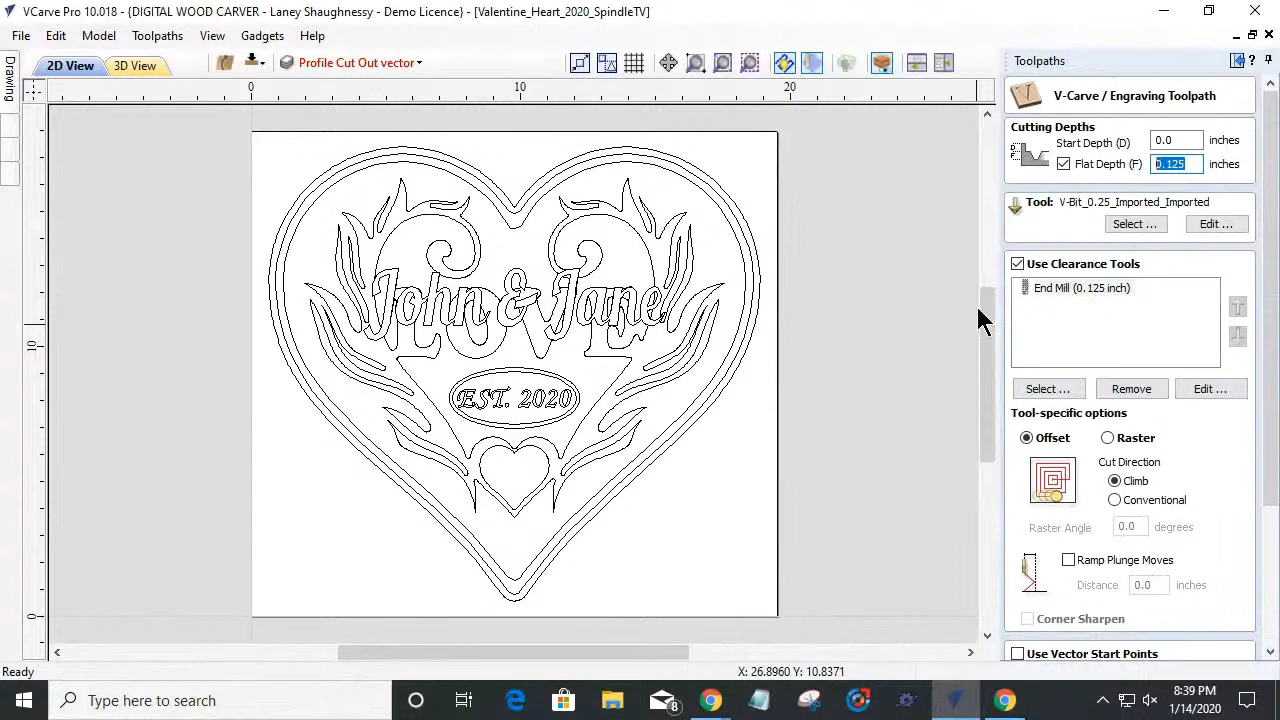 VCarve Pro 10.018 - {DIGITAL WOOD CARVER - Laney Shaughnessy - Demo Licence} - [Valentine_Heart_2020_SpindleTV]
File Edit Model Toolpaths View Gadgets Help
Drawing
2D View 3D View Profile Cut Out vector
0 10 20
10
0
John & Jane
LOVE
EST. 2020
Toolpaths
V-Carve / Engraving Toolpath
Cutting Depths
Start Depth (D) 0.0 inches
Flat Depth (F) 0.125 inches
Tool: V-Bit_0.25_Imported_Imported
Select ... Edit ...
Use Clearance Tools
End Mill (0.125 inch)
Select ... Remove Edit ...
Tool-specific options
Offset Raster
Cut Direction
Climb
Conventional
Raster Angle 0.0 degrees
Ramp Plunge Moves
Distance 0.0 inches
Corner Sharpen
Use Vector Start Points
Ready X: 26.8960 Y: 10.8371
Type here to search
8
8:39 PM
1/14/2020